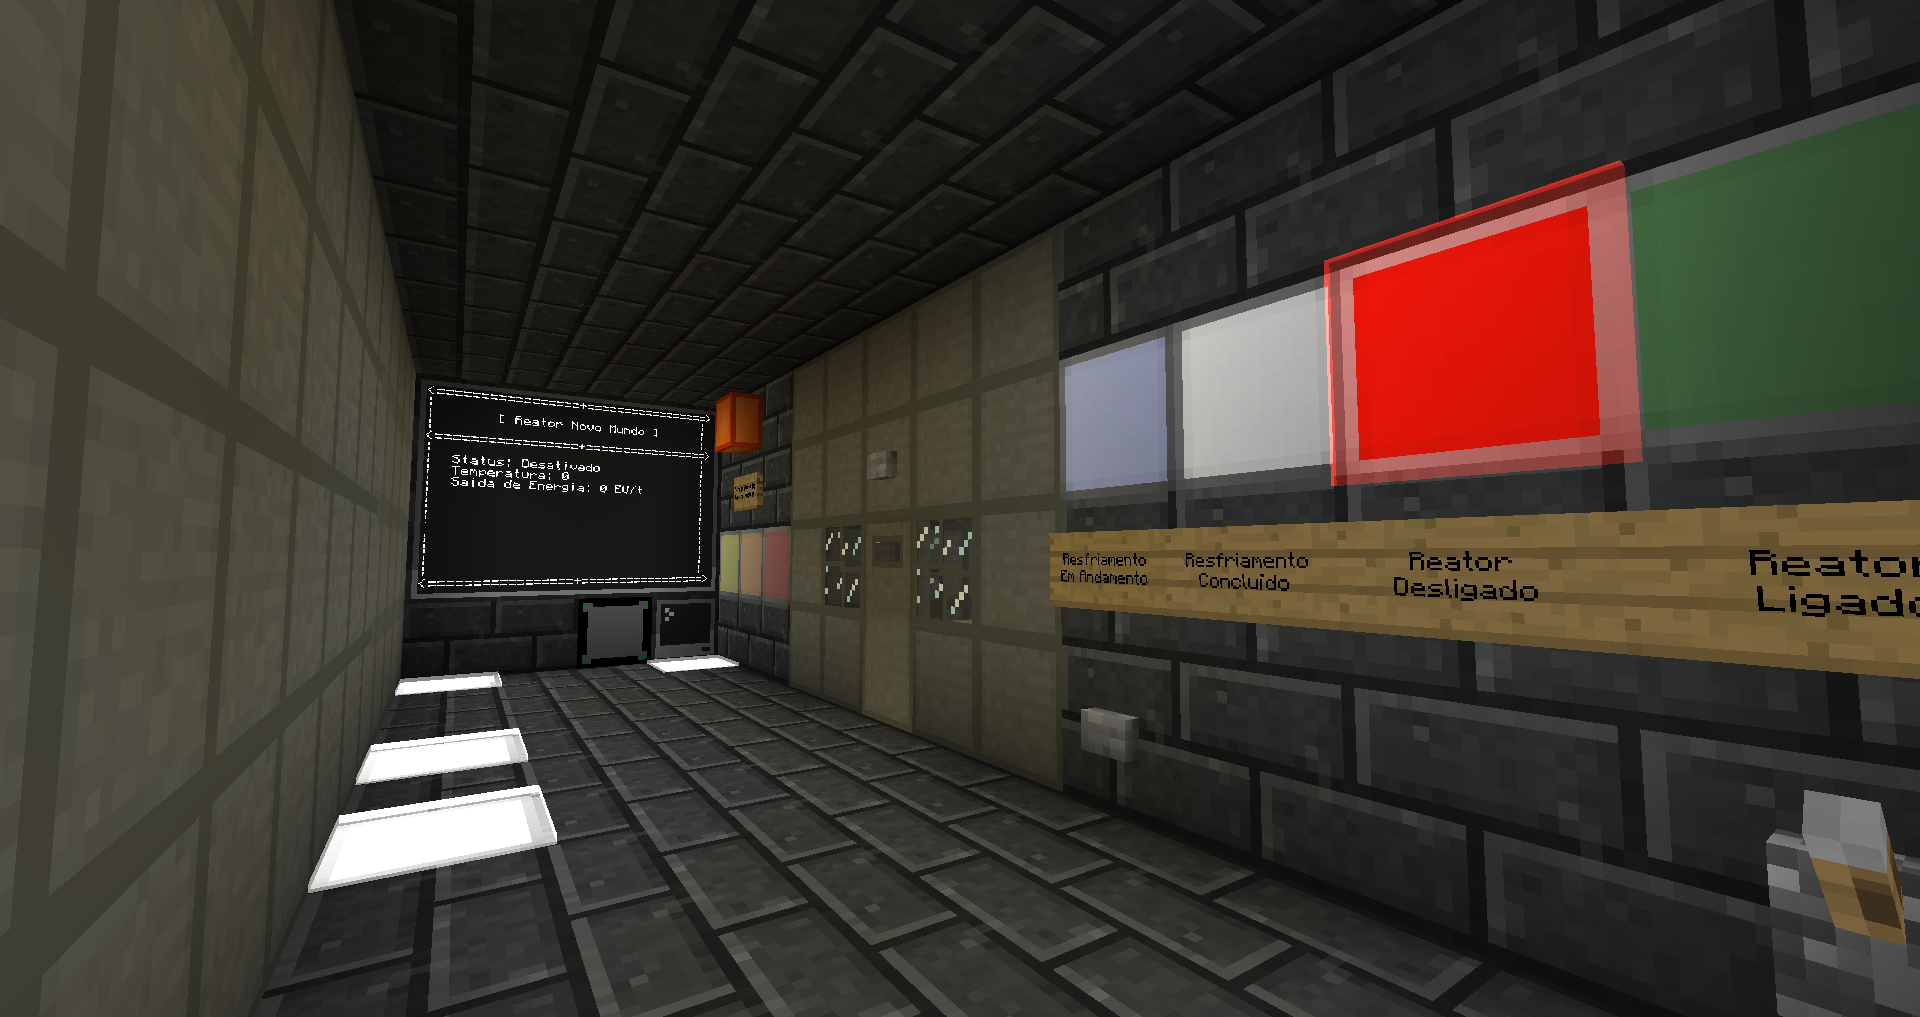 [ Reator Novo Mundo ]
Status: Desativado
Temperatura: 0
Saida de Energia: 0 EU/t
Resfriamento
Em Andamento
Resfriamento
Concluido
Reator
Desligado
Reator
Ligado